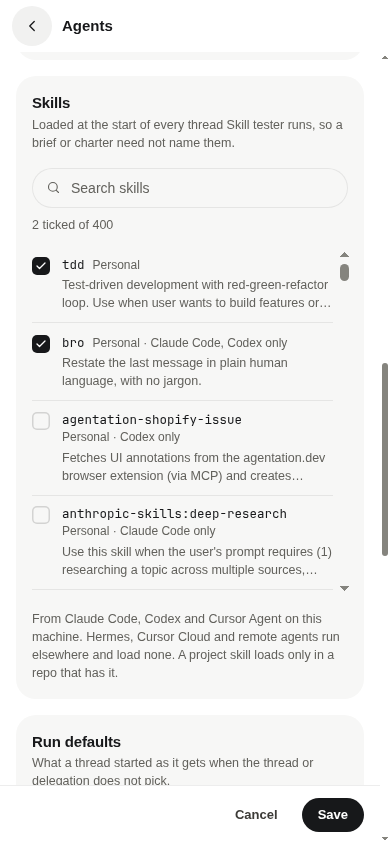 Agents
Skills
Loaded at the start of every thread Skill tester runs, so a
brief or charter need not name them.
Search skills
2 ticked of 400
tdd Personal
Test-driven development with red-green-refactor
loop. Use when user wants to build features or…
bro Personal · Claude Code, Codex only
Restate the last message in plain human
language, with no jargon.
agentation-shopify-issue
Personal · Codex only
Fetches UI annotations from the agentation.dev
browser extension (via MCP) and creates…
anthropic-skills:deep-research
Personal · Claude Code only
Use this skill when the user's prompt requires (1)
researching a topic across multiple sources,…
From Claude Code, Codex and Cursor Agent on this
machine. Hermes, Cursor Cloud and remote agents run
elsewhere and load none. A project skill loads only in a
repo that has it.
Run defaults
What a thread started as it gets when the thread or
delegation does not pick.
Cancel Save